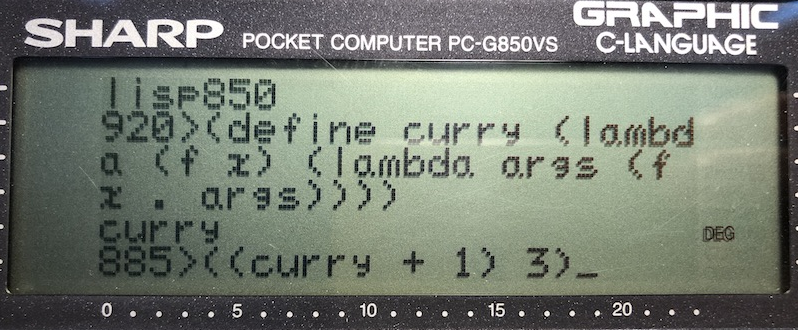 SHARP POCKET COMPUTER PC-G850VS GRAPHIC
C-LANGUAGE
lisp850
920>(define curry (lambd
a (f x) (lambda args (f
x . args))))
curry
885>((curry + 1) 3)_
DEG
0 5 10 15 20